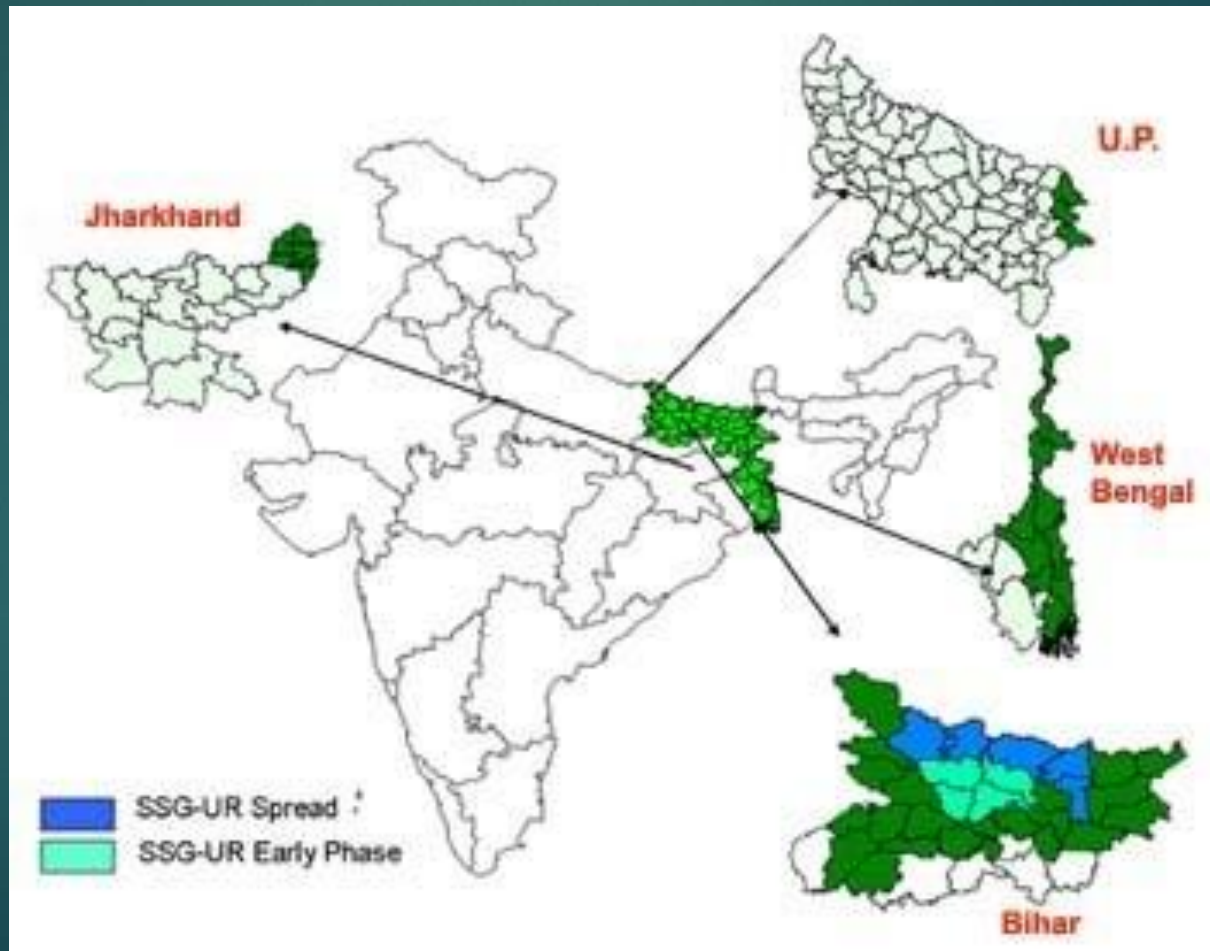 U.P.
Jharkhand
West
Bengal
SSG-UR Spread
SSG-UR Early Phase
Bihar